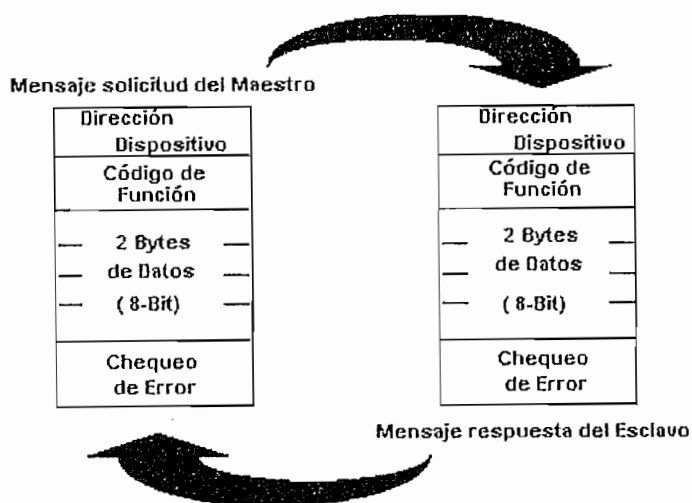 Mensaje solicitud del Maestro
Dirección
Dispositivo
Código de
Función
2 Bytes
de Datos
( 8-Bit)
Chequeo
de Error
Dirección
Dispositivo
Código de
Función
2 Bytes
de Datos
( 8-Bit)
Chequeo
de Error
Mensaje respuesta del Esclavo